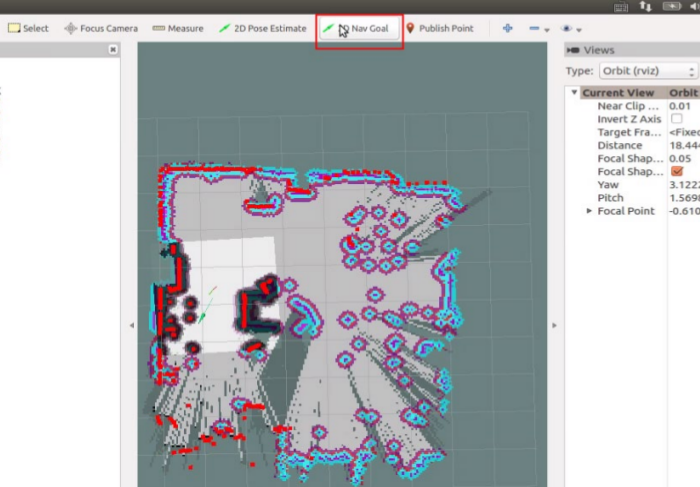 Select Focus Camera Measure 2D Pose Estimate Nav Goal Publish Point
Views
Type: Orbit (rviz)
Current View Orbit
Near Clip ... 0.01
Invert Z Axis
Target Fra... <Fixed
Distance 18.444
Focal Shap... 0.05
Focal Shap...
Yaw 3.1222
Pitch 1.5698
Focal Point -0.610